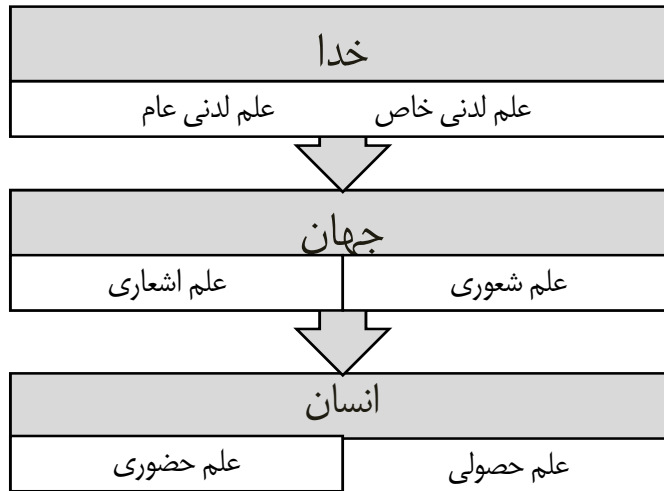 خدا
علم لدنی خاص علم لدنی عام
جهان
علم شعوری علم اشعاری
انسان
علم حصولی علم حضوری